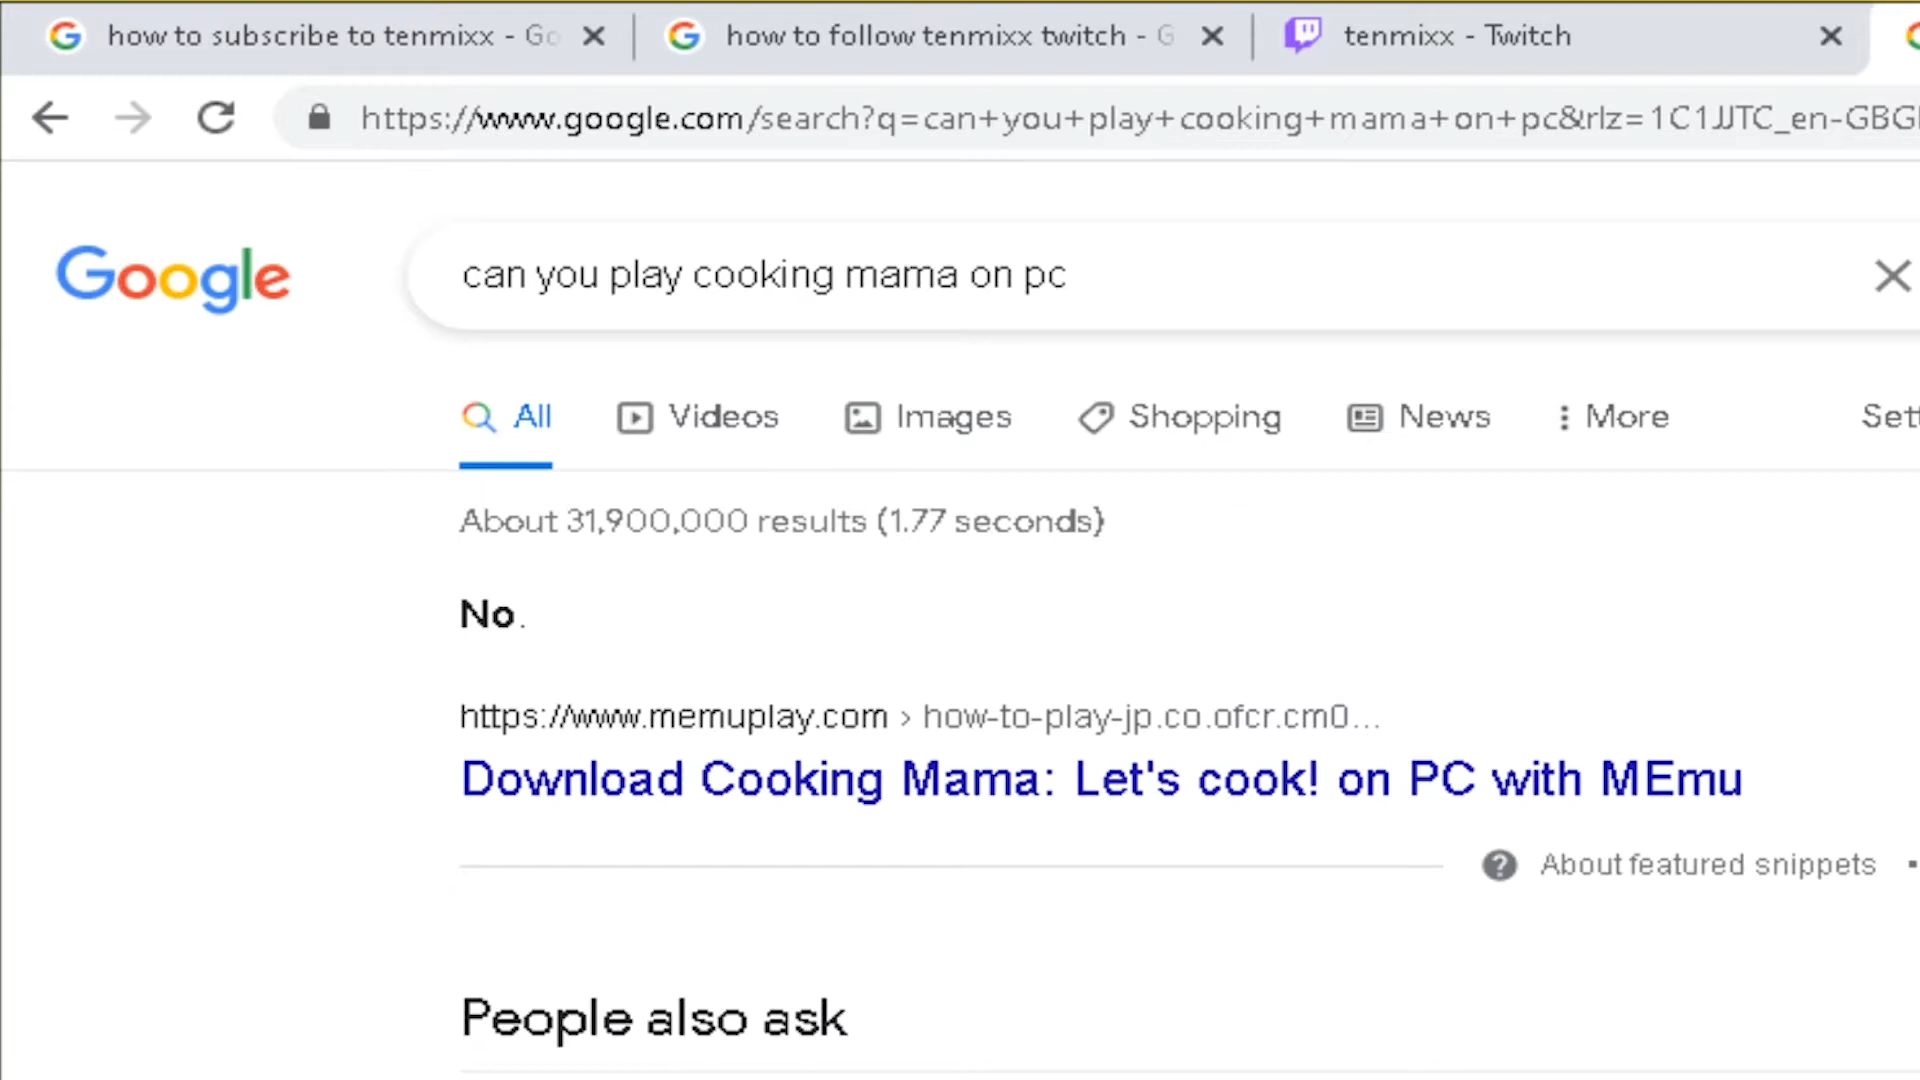 how to subscribe to tenmixx - Go
how to follow tenmixx twitch - G
tenmixx - Twitch
https://www.google.com/search?q=can+you+play+cooking+mama+on+pc&rlz=1C1JJTC_en-GBG
Google
can you play cooking mama on pc
All Videos Images Shopping News More Sett
About 31,900,000 results (1.77 seconds)
No.
https://www.memuplay.com › how-to-play-jp.co.ofcr.cm0...
Download Cooking Mama: Let's cook! on PC with MEmu
About featured snippets
People also ask